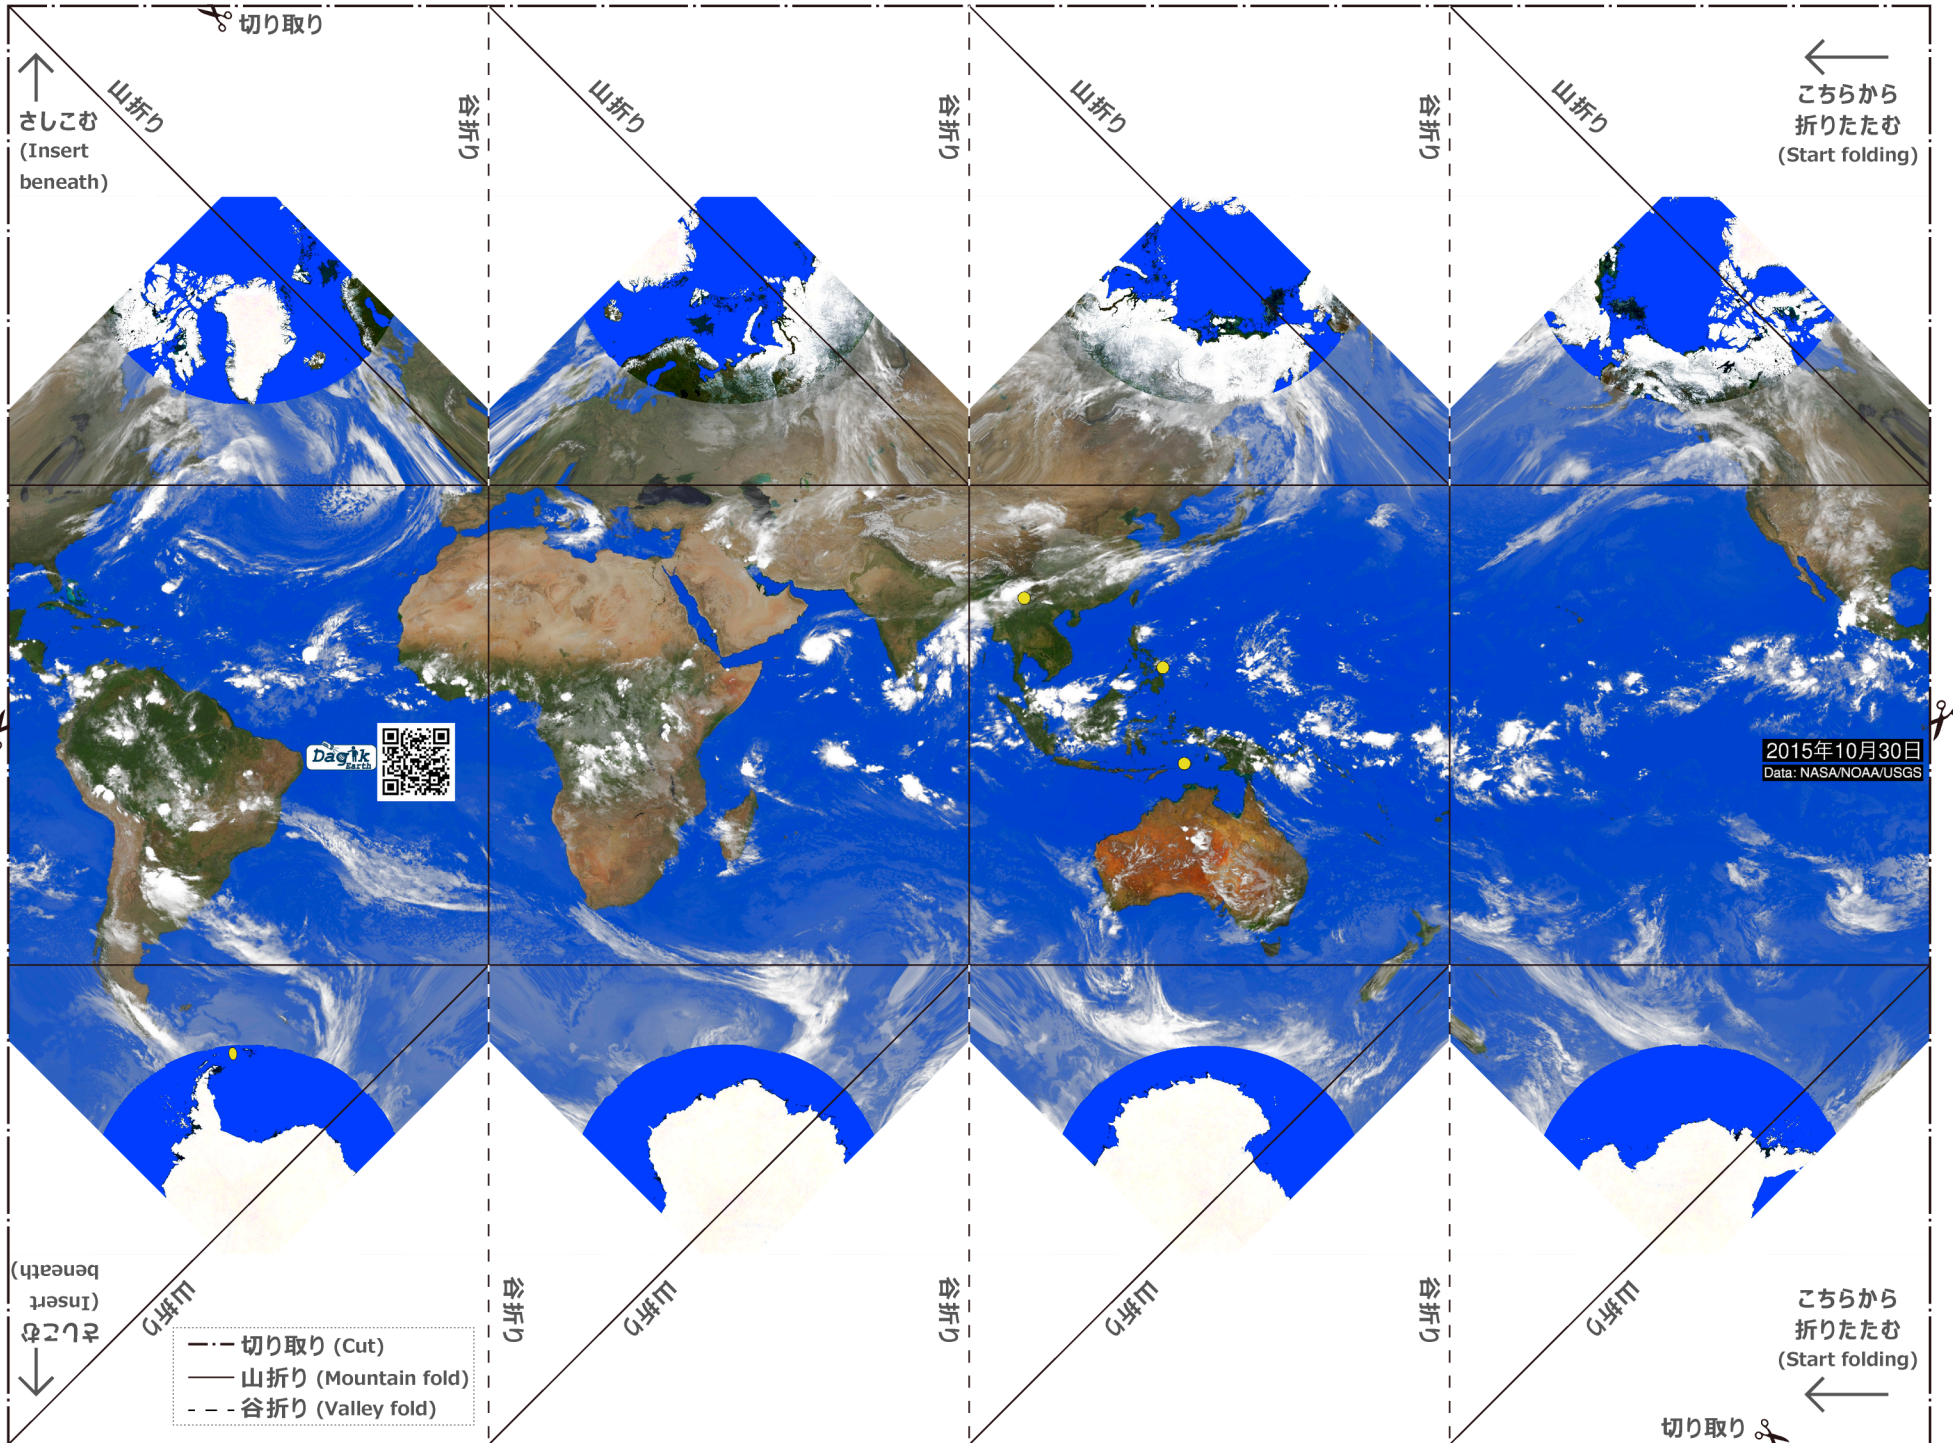 切り取り
山折り
谷折り
山折り
谷折り
山折り
谷折り
山折り
こちらから
折りたたむ
(Start folding)
さしこむ
(Insert
beneath)
Dagik
Earth
2015年10月30日
Data: NASA/NOAA/USGS
さしこむ
(Insert
beneath)
山折り
谷折り
山折り
谷折り
山折り
谷折り
山折り
こちらから
折りたたむ
(Start folding)
切り取り (Cut)
山折り (Mountain fold)
谷折り (Valley fold)
切り取り